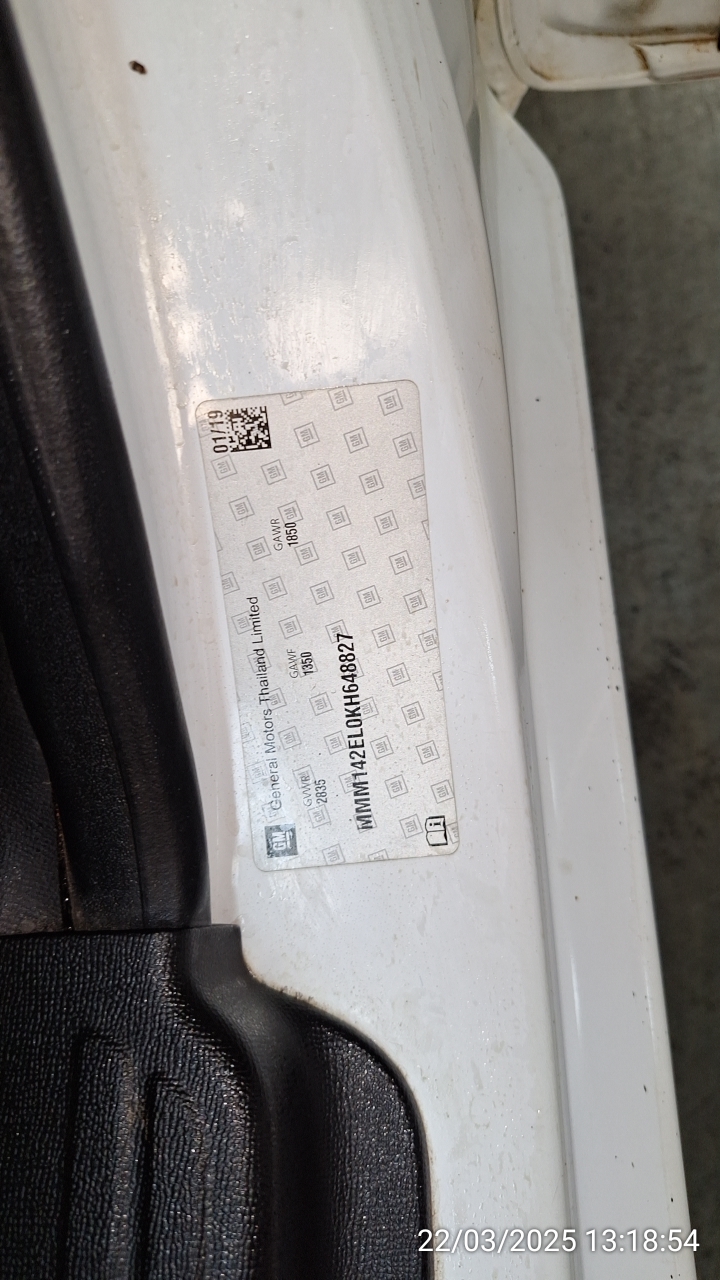 01/19
GM General Motors Thailand Limited
GVWR GAWF GAWR
2835 1350 1850
MMM142EL0KH648827
22/03/2025 13:18:54